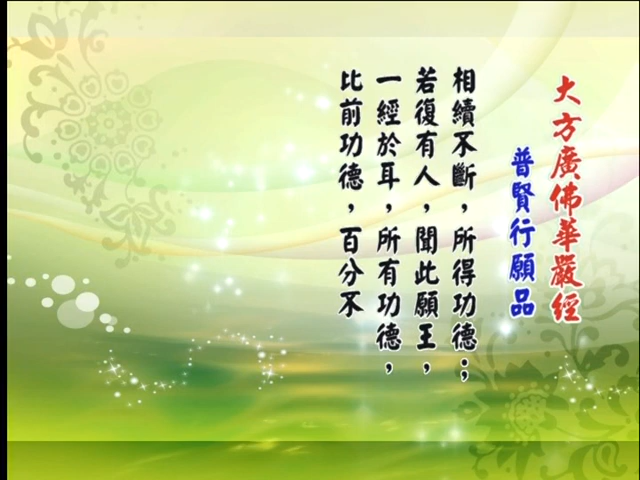 大方廣佛華嚴經
普賢行願品
相續不斷，所得功德；
若復有人，聞此願王，
一經於耳，所有功德，
比前功德，百分不